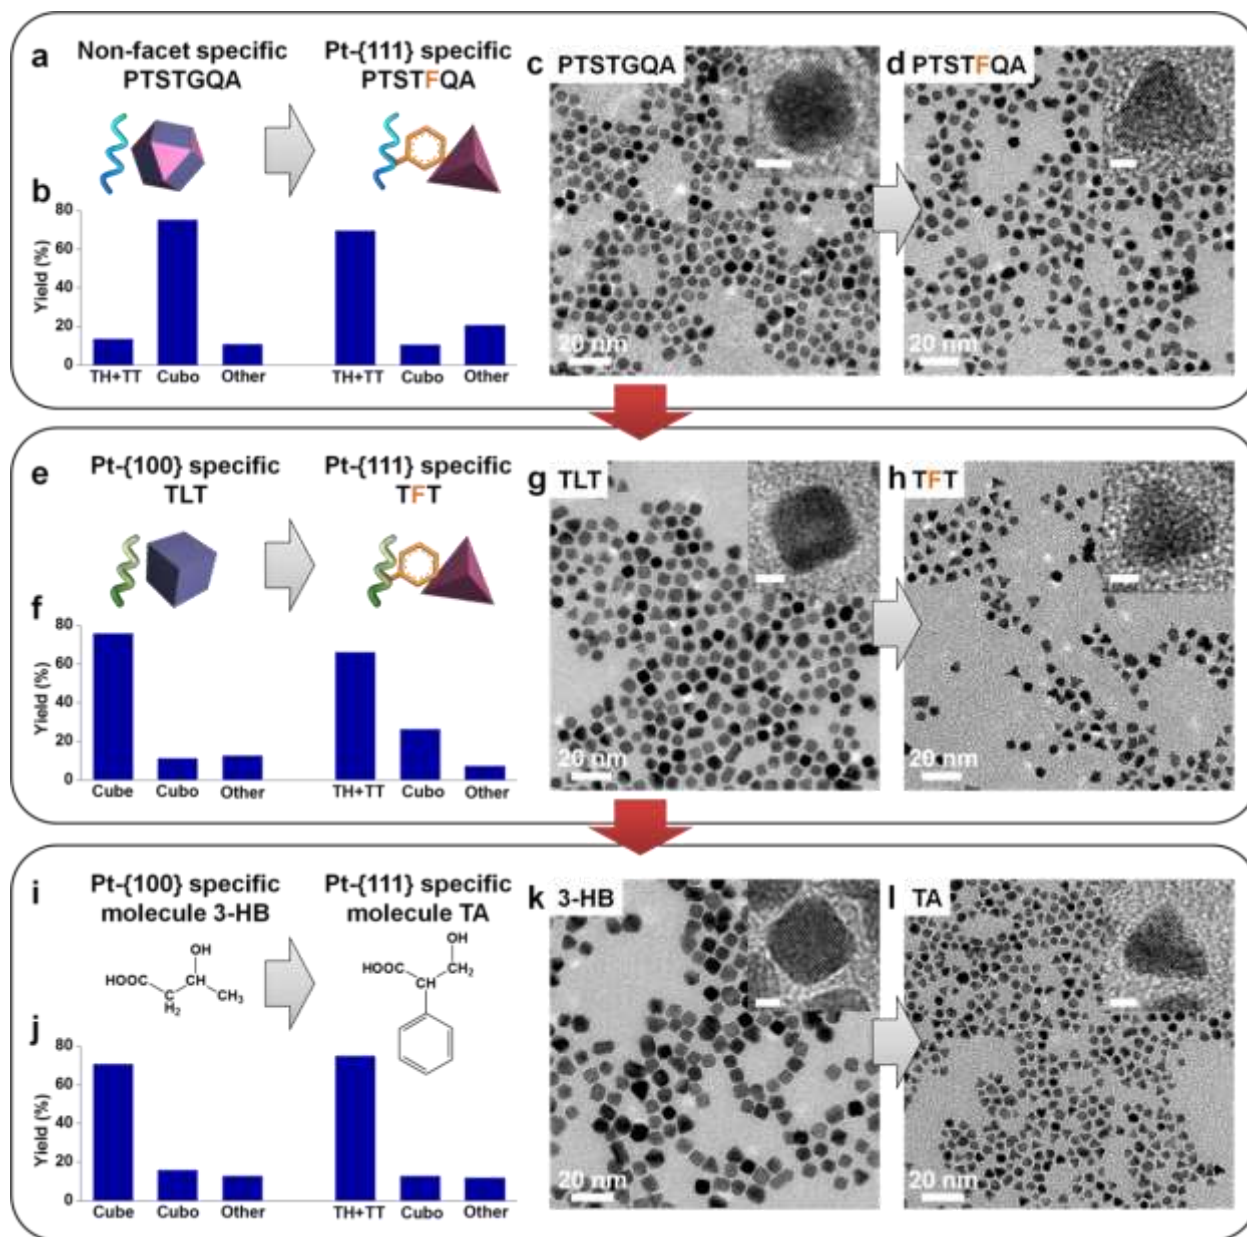 a
Non-facet specific
PTSTGQA
Pt-{111} specific
PTSTFQA
b
Yield (%)
80
60
40
20
0
TH+TT Cubo Other
TH+TT Cubo Other
c PTSTGQA
20 nm
d PTSTFQA
20 nm
e
Pt-{100} specific
TLT
Pt-{111} specific
TFT
f
Yield (%)
80
60
40
20
0
Cube Cubo Other
TH+TT Cubo Other
g TLT
20 nm
h TFT
20 nm
i
Pt-{100} specific
molecule 3-HB
Pt-{111} specific
molecule TA
OH
HOOC CH
C CH3
H2
OH
HOOC CH2
CH
j
Yield (%)
80
60
40
20
0
Cube Cubo Other
TH+TT Cubo Other
k 3-HB
20 nm
l TA
20 nm